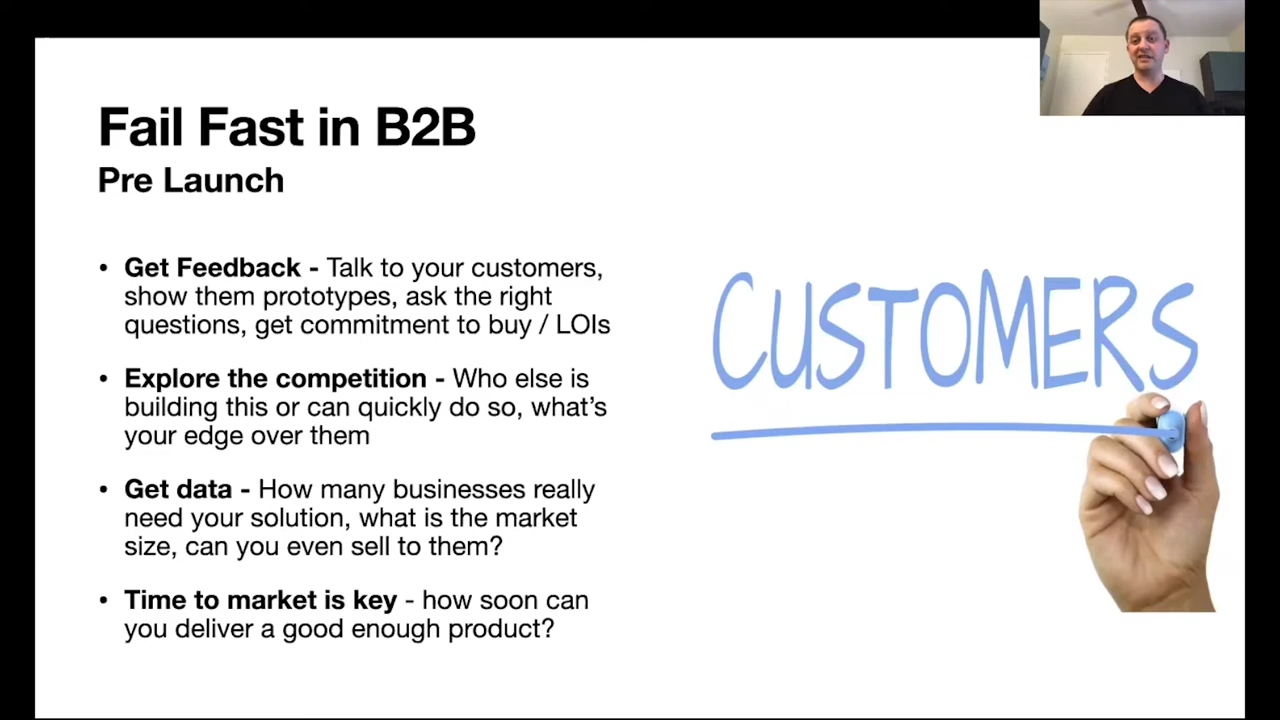 Fail Fast in B2B
Pre Launch
• Get Feedback - Talk to your customers,
show them prototypes, ask the right
questions, get commitment to buy / LOIs
• Explore the competition - Who else is
building this or can quickly do so, what’s
your edge over them
• Get data - How many businesses really
need your solution, what is the market
size, can you even sell to them?
• Time to market is key - how soon can
you deliver a good enough product?
CUSTOMERS